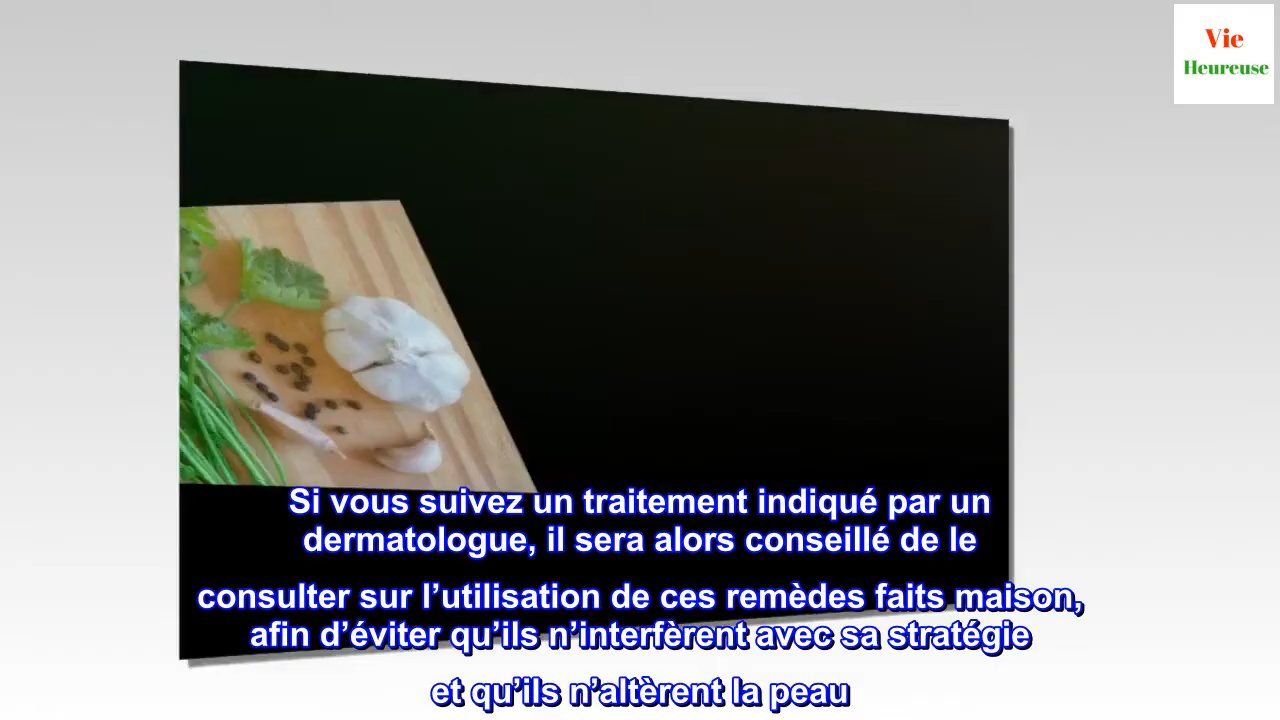 Vie
Heureuse
Si vous suivez un traitement indiqué par un
dermatologue, il sera alors conseillé de le
consulter sur l’utilisation de ces remèdes faits maison,
afin d’éviter qu’ils n’interfèrent avec sa stratégie
et qu’ils n’altèrent la peau